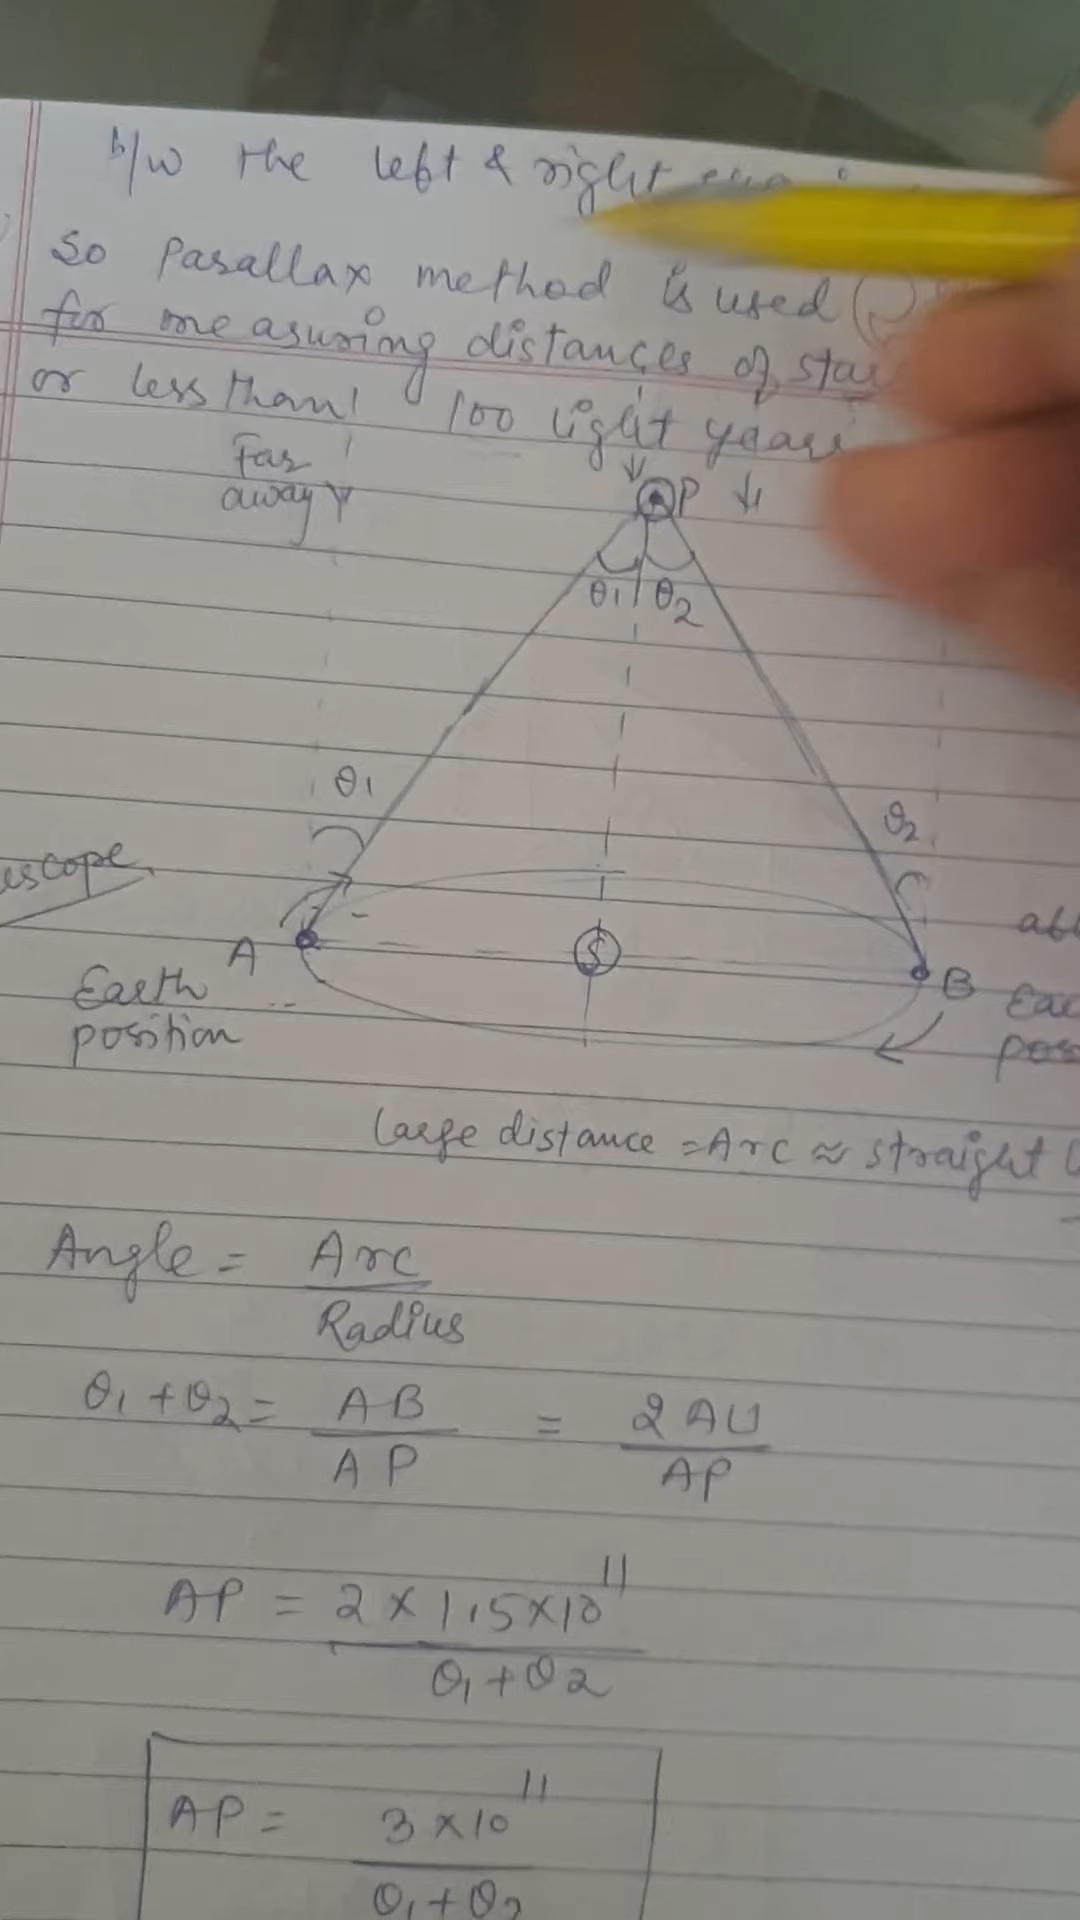 b/w the left & right
So Parallax method is used
for measuring distances of
or less than 100 light years
Far
away
P
θ1 θ2
θ1
θ2
A
S
B
Earth
position
Large distance = Arc ≈ straight
Angle = Arc
Radius
θ1 + θ2 = AB = 2 AU
AP AP
AP = 2 × 1.5 × 10^11
θ1 + θ2
AP = 3 × 10^11
θ1 + θ2